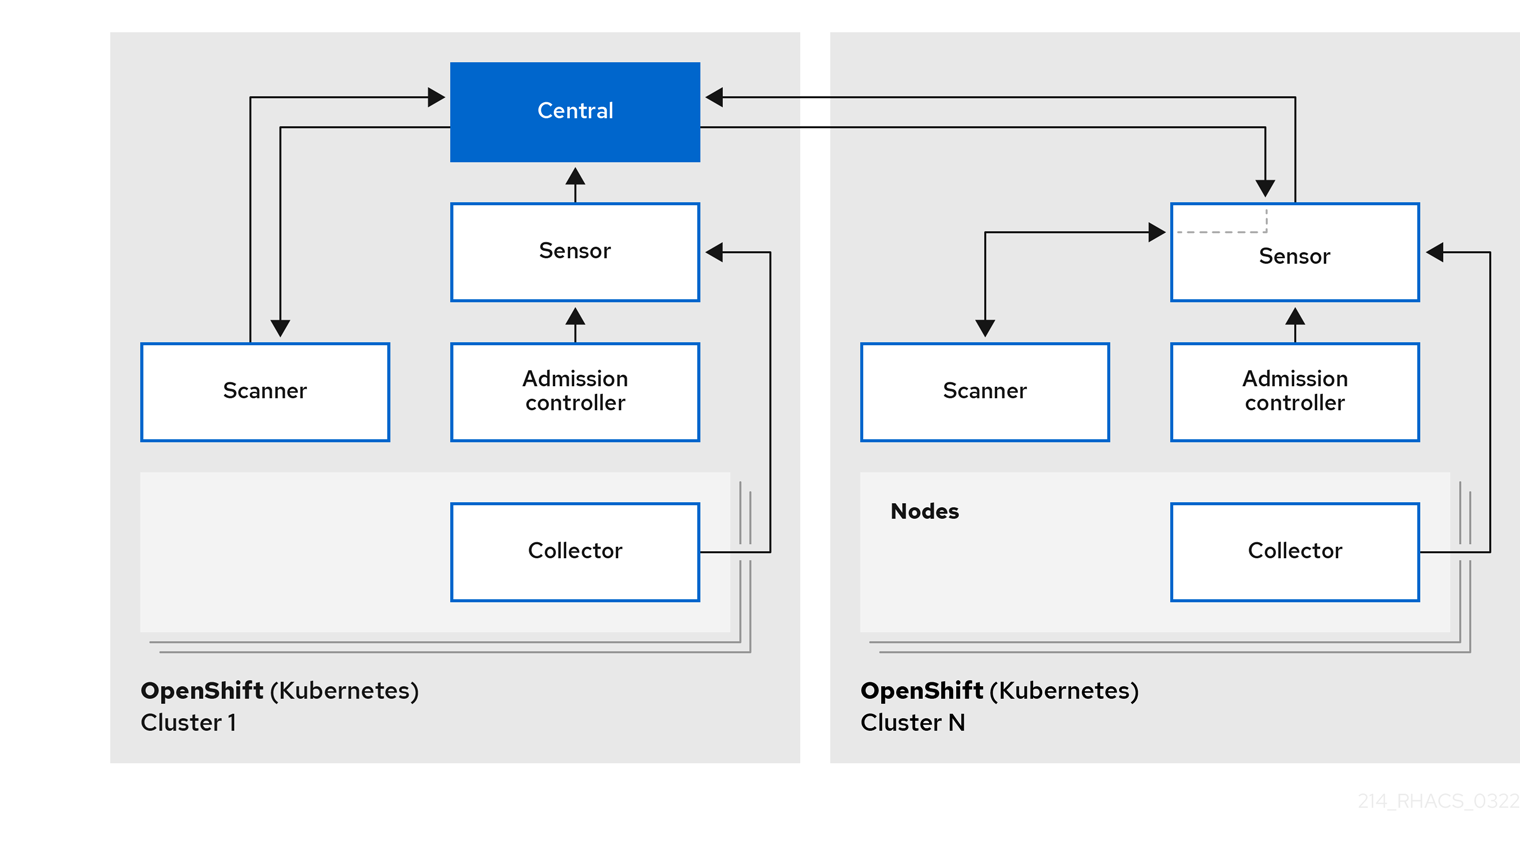 Central
Sensor
Scanner
Admission
controller
Collector
OpenShift (Kubernetes)
Cluster 1
Sensor
Scanner
Admission
controller
Nodes
Collector
OpenShift (Kubernetes)
Cluster N
214_RHACS_0322